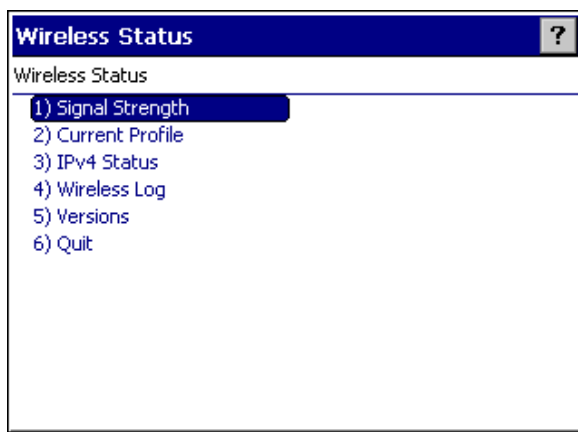 Wireless Status
?
Wireless Status
1) Signal Strength
2) Current Profile
3) IPv4 Status
4) Wireless Log
5) Versions
6) Quit